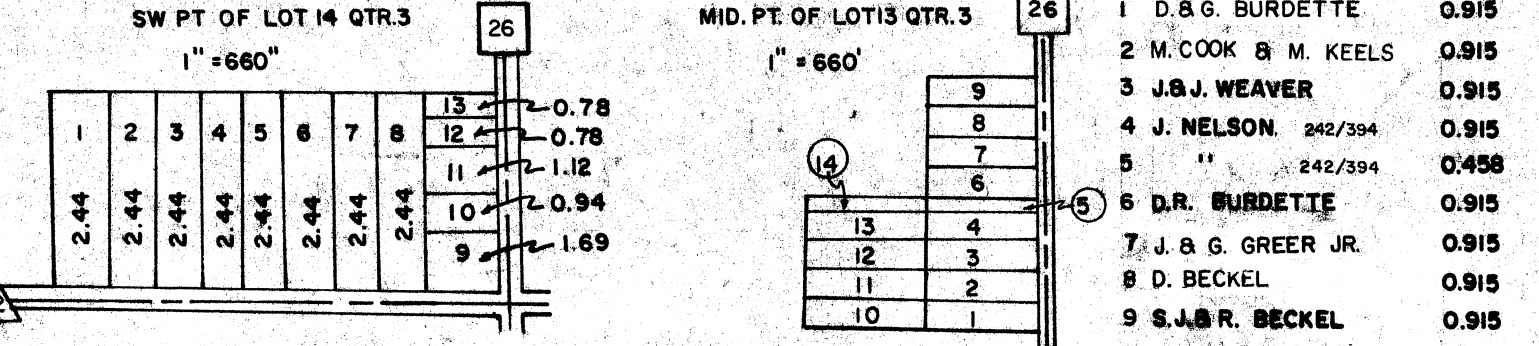 SW PT OF LOT 14 QTR.3
1" = 660"
26
1 2 3 4 5 6 7 8
2.44 2.44 2.44 2.44 2.44 2.44 2.44 2.44
13 0.78
12 0.78
11 1.12
10 0.94
9 1.69
MID. PT. OF LOT 13 QTR. 3
1" = 660'
26
9
8
7
6
14
5
13 4
12 3
11 2
10 1
1 D. & G. BURDETTE 0.915
2 M. COOK & M. KEELS 0.915
3 J. & J. WEAVER 0.915
4 J. NELSON. 242/394 0.915
5 " 242/394 0.458
6 D.R. BURDETTE 0.915
7 J. & G. GREER JR. 0.915
8 D. BECKEL 0.915
9 S.J. & R. BECKEL 0.915